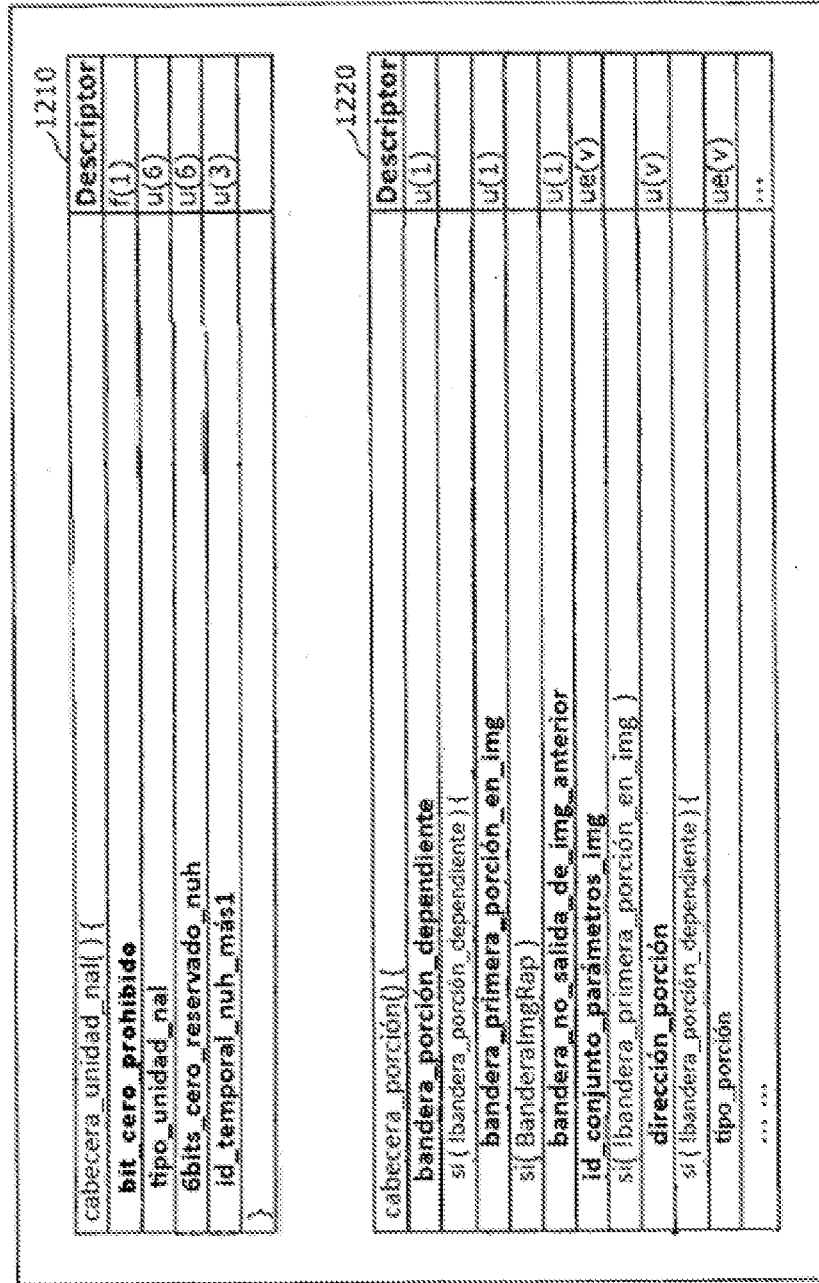 1210
cabecera_unidad_nal( ) { Descriptor
bit_cero_prohibido f(1)
tipo_unidad_nal u(6)
6bits_cero_reservado_nuh u(6)
id_temporal_nuh_más1 u(3)
}
1220
cabecera_porción() { Descriptor
bandera_porción_dependiente u(1)
si ( !bandera_porción_dependiente ) {
bandera_primera_porción_en_img u(1)
si( BanderaImgRap )
bandera_no_salida_de_img_anterior u(1)
id_conjunto_parámetros_img ue(v)
si( !bandera_primera_porción_en_img )
dirección_porción u(v)
si ( !bandera_porción_dependiente ) {
tipo_porción ue(v)
... ... ...